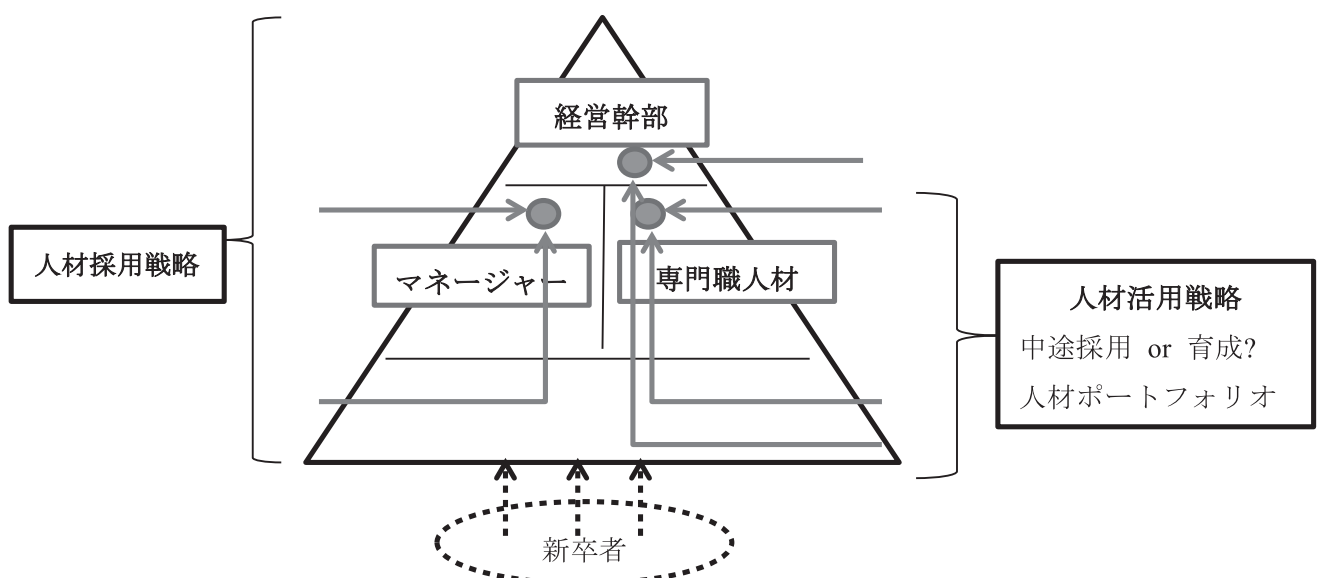 経営幹部
人材採用戦略
マネージャー
専門職人材
人材活用戦略
中途採用 or 育成?
人材ポートフォリオ
新卒者